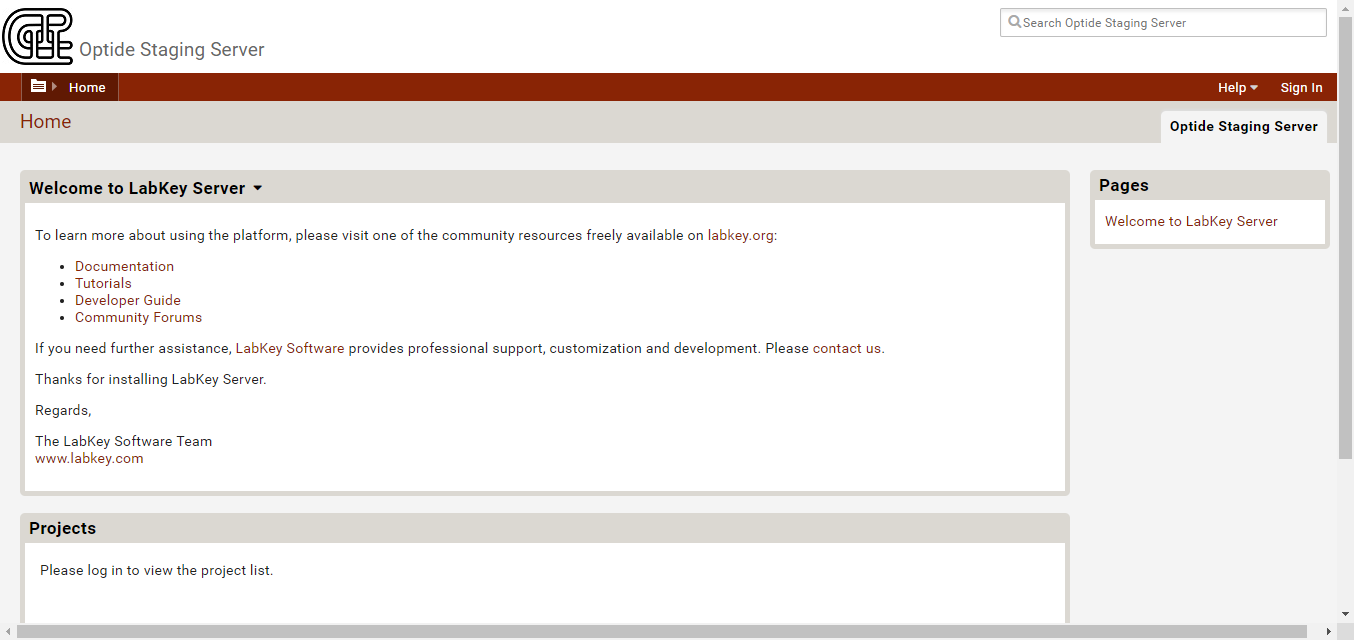 Optide Staging Server
Search Optide Staging Server
Home
Help
Sign In
Home
Optide Staging Server
Welcome to LabKey Server
To learn more about using the platform, please visit one of the community resources freely available on labkey.org:
Documentation
Tutorials
Developer Guide
Community Forums
If you need further assistance, LabKey Software provides professional support, customization and development. Please contact us.
Thanks for installing LabKey Server.
Regards,
The LabKey Software Team
www.labkey.com
Projects
Please log in to view the project list.
Pages
Welcome to LabKey Server